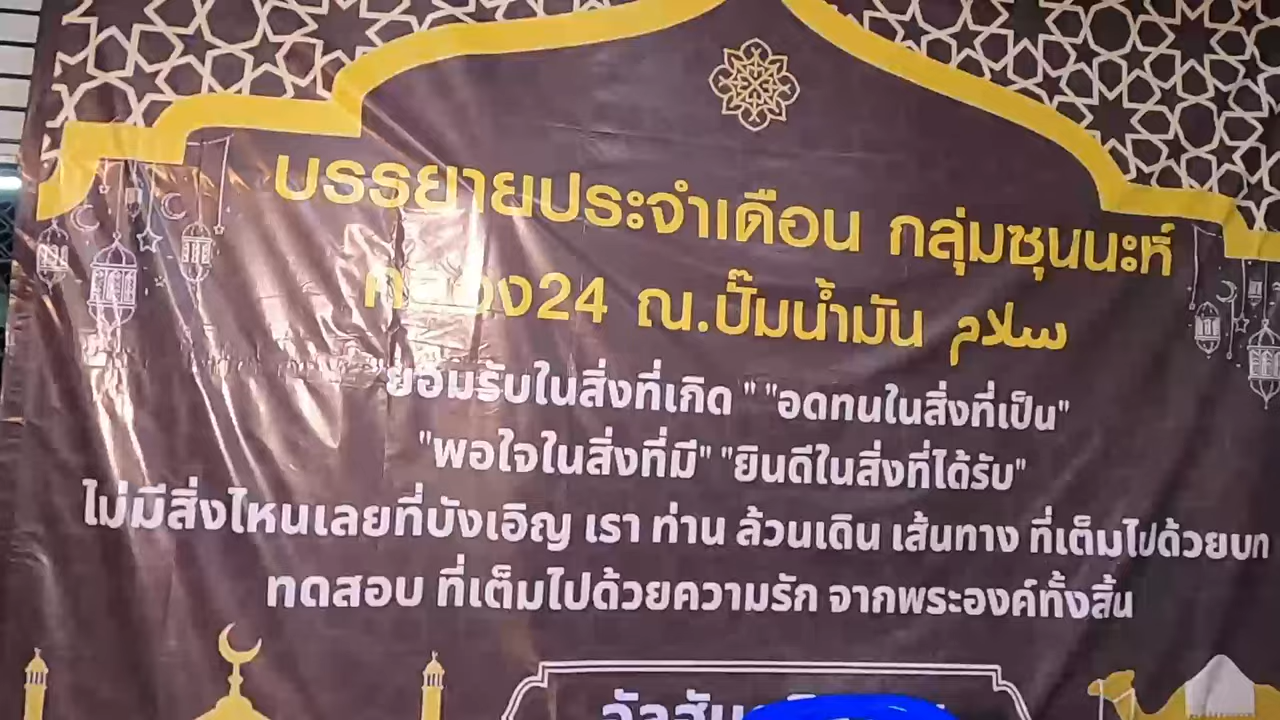 บรรยายประจำเดือน กลุ่มซุนนะห์
24 ณ.ปั๊มน้ำมัน سلام
"ยอมรับในสิ่งที่เกิด " "อดทนในสิ่งที่เป็น"
"พอใจในสิ่งที่มี" "ยินดีในสิ่งที่ได้รับ"
ไม่มีสิ่งไหนเลยที่บังเอิญ เรา ท่าน ล้วนเดิน เส้นทาง ที่เต็มไปด้วยบท
ทดสอบ ที่เต็มไปด้วยความรัก จากพระองค์ทั้งสิ้น